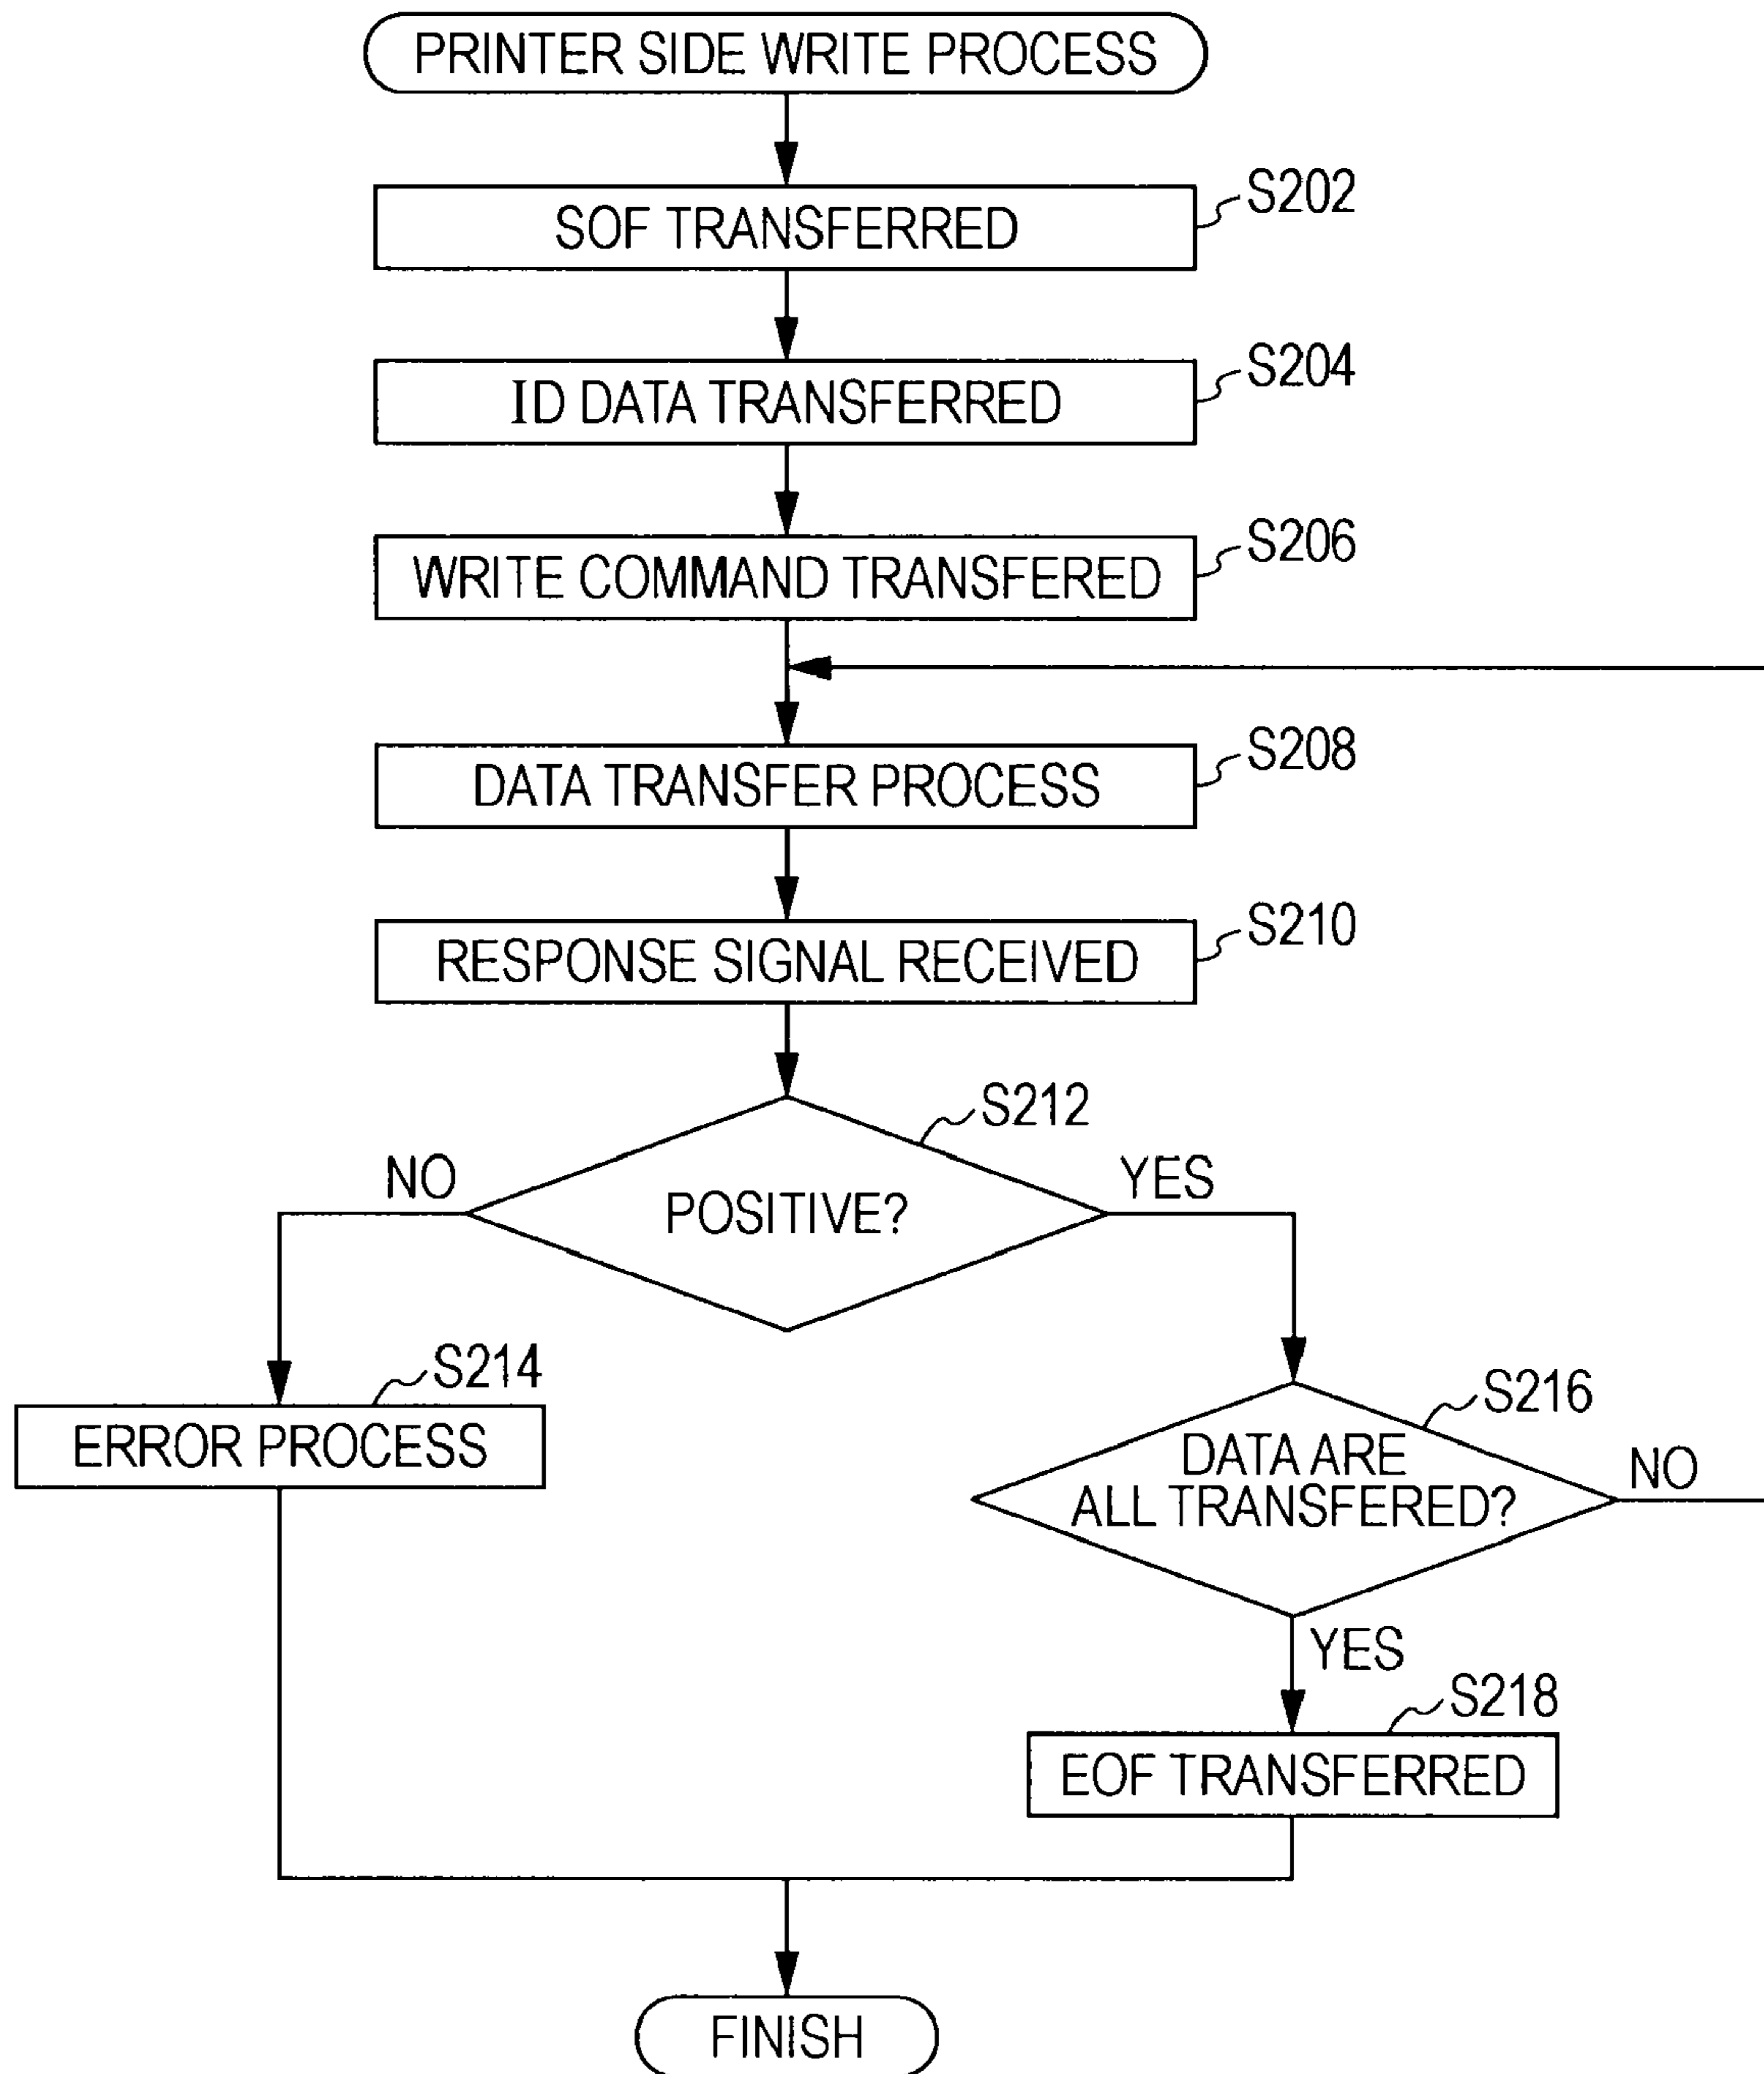 PRINTER SIDE WRITE PROCESS
S202
SOF TRANSFERRED
S204
ID DATA TRANSFERRED
S206
WRITE COMMAND TRANSFERED
S208
DATA TRANSFER PROCESS
S210
RESPONSE SIGNAL RECEIVED
S212
NO
YES
POSITIVE?
S214
ERROR PROCESS
S216
DATA ARE
ALL TRANSFERED?
NO
YES
S218
EOF TRANSFERRED
FINISH